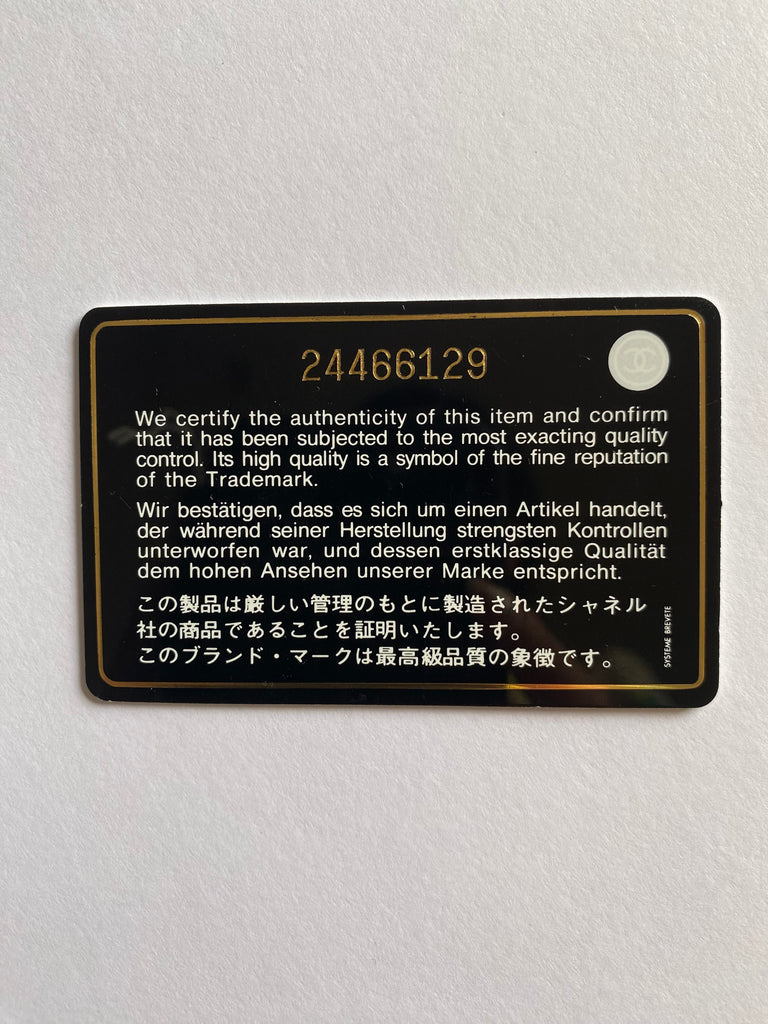 24466129
We certify the authenticity of this item and confirm
that it has been subjected to the most exacting quality
control. Its high quality is a symbol of the fine reputation
of the Trademark.
Wir bestätigen, dass es sich um einen Artikel handelt,
der während seiner Herstellung strengsten Kontrollen
unterworfen war, und dessen erstklassige Qualität
dem hohen Ansehen unserer Marke entspricht.
この製品は厳しい管理のもとに製造されたシャネル
社の商品であることを証明いたします。
このブランド・マークは最高級品質の象徴です。
SYSTEME BREVETE